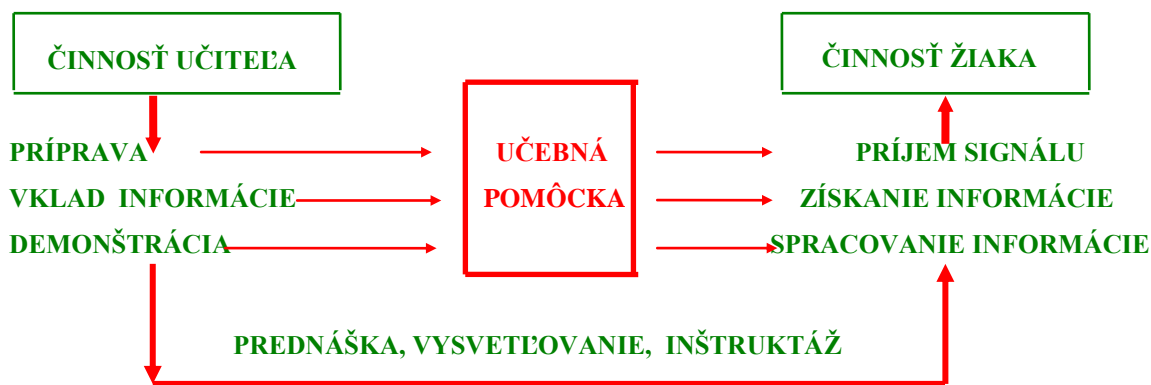 ČINNOSŤ UČITEĽA
ČINNOSŤ ŽIAKA
PRÍPRAVA
UČEBNÁ
PRÍJEM SIGNÁLU
VKLAD INFORMÁCIE
POMÔCKA
ZÍSKANIE INFORMÁCIE
DEMONŠTRÁCIA
SPRACOVANIE INFORMÁCIE
PREDNÁŠKA, VYSVETĽOVANIE, INŠTRUKTÁŽ